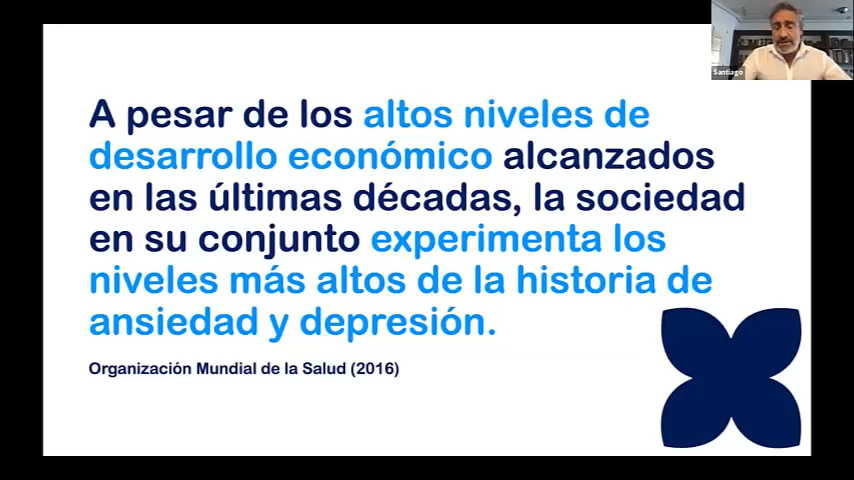 Santiago
A pesar de los altos niveles de
desarrollo económico alcanzados
en las últimas décadas, la sociedad
en su conjunto experimenta los
niveles más altos de la historia de
ansiedad y depresión.
Organización Mundial de la Salud (2016)